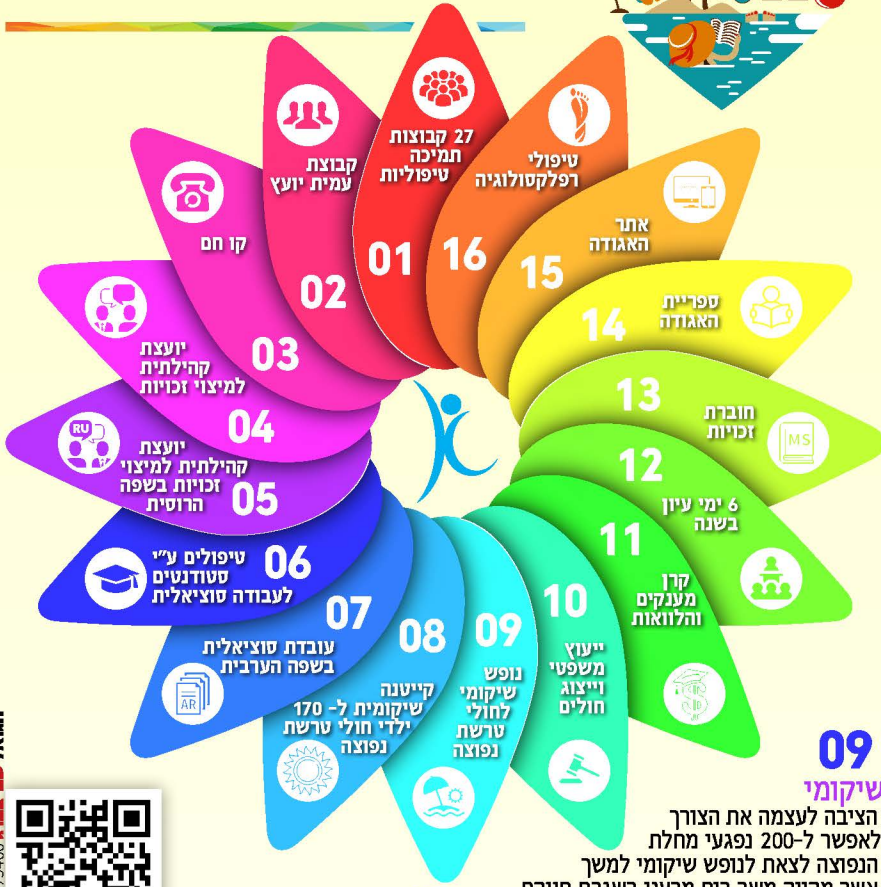 01
27 קבוצות
תמיכה
טיפוליות
02
קבוצת
עמית יועץ
03
קו חם
04
יועצת
קהילתית
למיצוי זכויות
05
RU
יועצת
קהילתית למיצוי
זכויות בשפה
הרוסית
06
טיפולים ע"י
סטודנטים
לעבודה סוציאלית
07
עובדת סוציאלית
בשפה הערבית
AR
08
קייטנה
שיקומית ל- 170
ילדי חולי טרשת
נפוצה
09
נופש
שיקומי
לחולי
טרשת
נפוצה
10
ייעוץ
משפטי
וייצוג
חולים
11
קרן
מענקים
והלוואות
12
6 ימי עיון
בשנה
13
חוברת
זכויות
MS
14
ספריית
האגודה
15
אתר
האגודה
16
טיפולי
רפלקסולוגיה
09
שיקומי
הציבה לעצמה את הצורך
לאפשר ל-200 נפגעי מחלת
הנפוצה לצאת לנופש שיקומי למשך